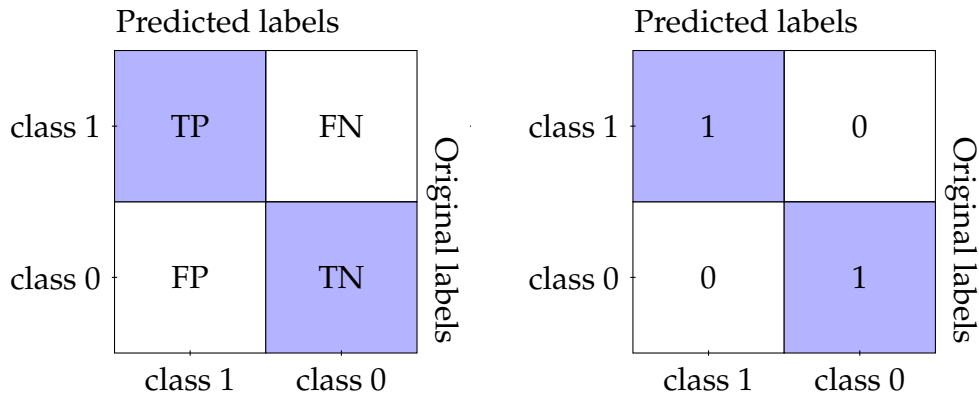 Predicted labels
class 1
TP
FN
class 0
FP
TN
class 1
class 0
Original labels
Predicted labels
class 1
1
0
class 0
0
1
class 1
class 0
Original labels